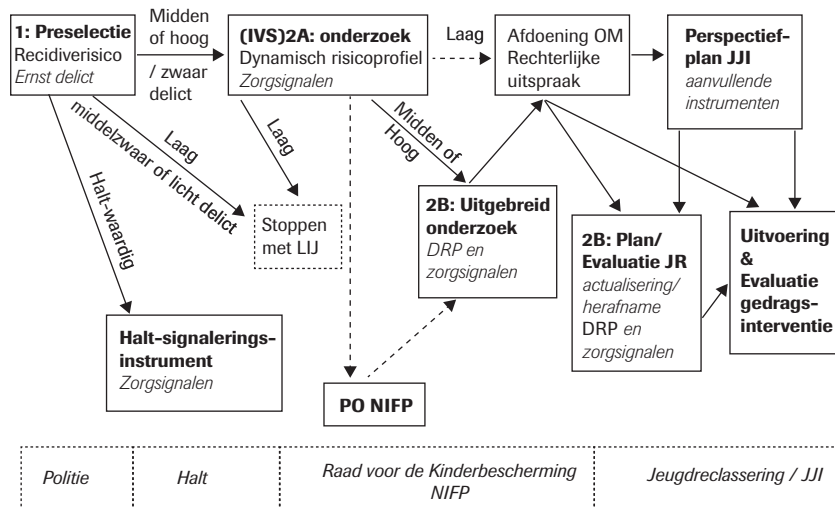 1: Preselectie
Recidiverisico
Ernst delict
Midden
of hoog
/ zwaar
delict
(IVS)2A: onderzoek
Dynamisch risicoprofiel
Zorgsignalen
Laag
Afdoening OM
Rechterlijke
uitspraak
Perspectief-
plan JJI
aanvullende
instrumenten
Laag
middelzwaar of licht delict
Halt-waardig
Laag
Midden of
Hoog
Stoppen
met LIJ
2B: Uitgebreid
onderzoek
DRP en
zorgsignalen
2B: Plan/
Evaluatie JR
actualisering/
herafname
DRP en
zorgsignalen
Uitvoering
&
Evaluatie
gedrags-
interventie
Halt-signalerings-
instrument
Zorgsignalen
PO NIFP
Politie
Halt
Raad voor de Kinderbescherming
NIFP
Jeugdreclassering / JJI